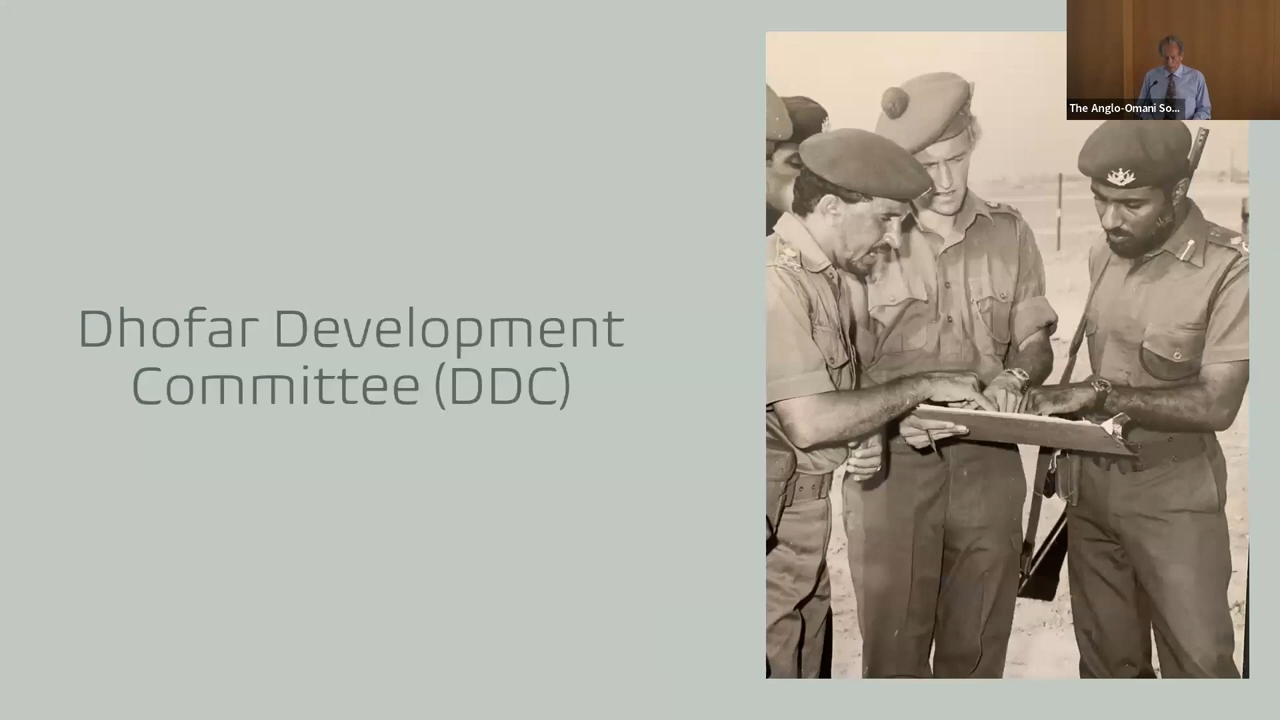 Dhofar Development
Committee (DDC)
The Anglo-Omani So...